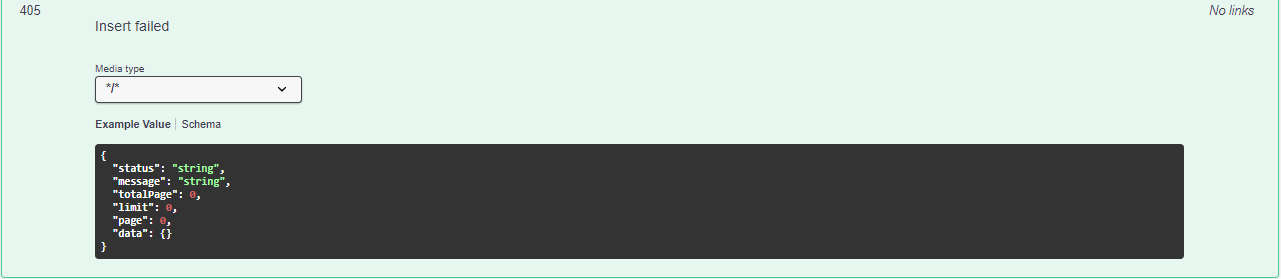 405
Insert failed
No links
Media type
*/*
Example Value
Schema
{
  "status": "string",
  "message": "string",
  "totalPage": 0,
  "limit": 0,
  "page": 0,
  "data": {}
}